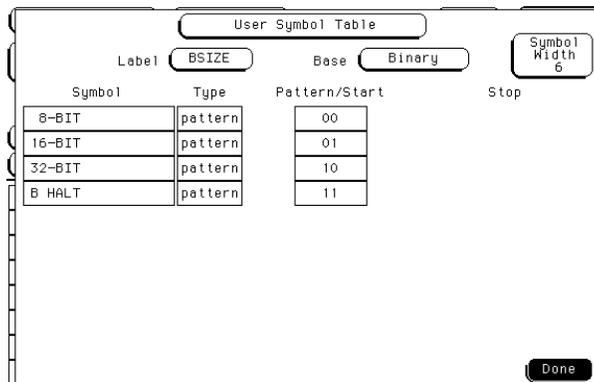 User Symbol Table
Label BSIZE Base Binary
Symbol Width 6
Symbol Type Pattern/Start Stop
8-BIT pattern 00
16-BIT pattern 01
32-BIT pattern 10
B HALT pattern 11
Done